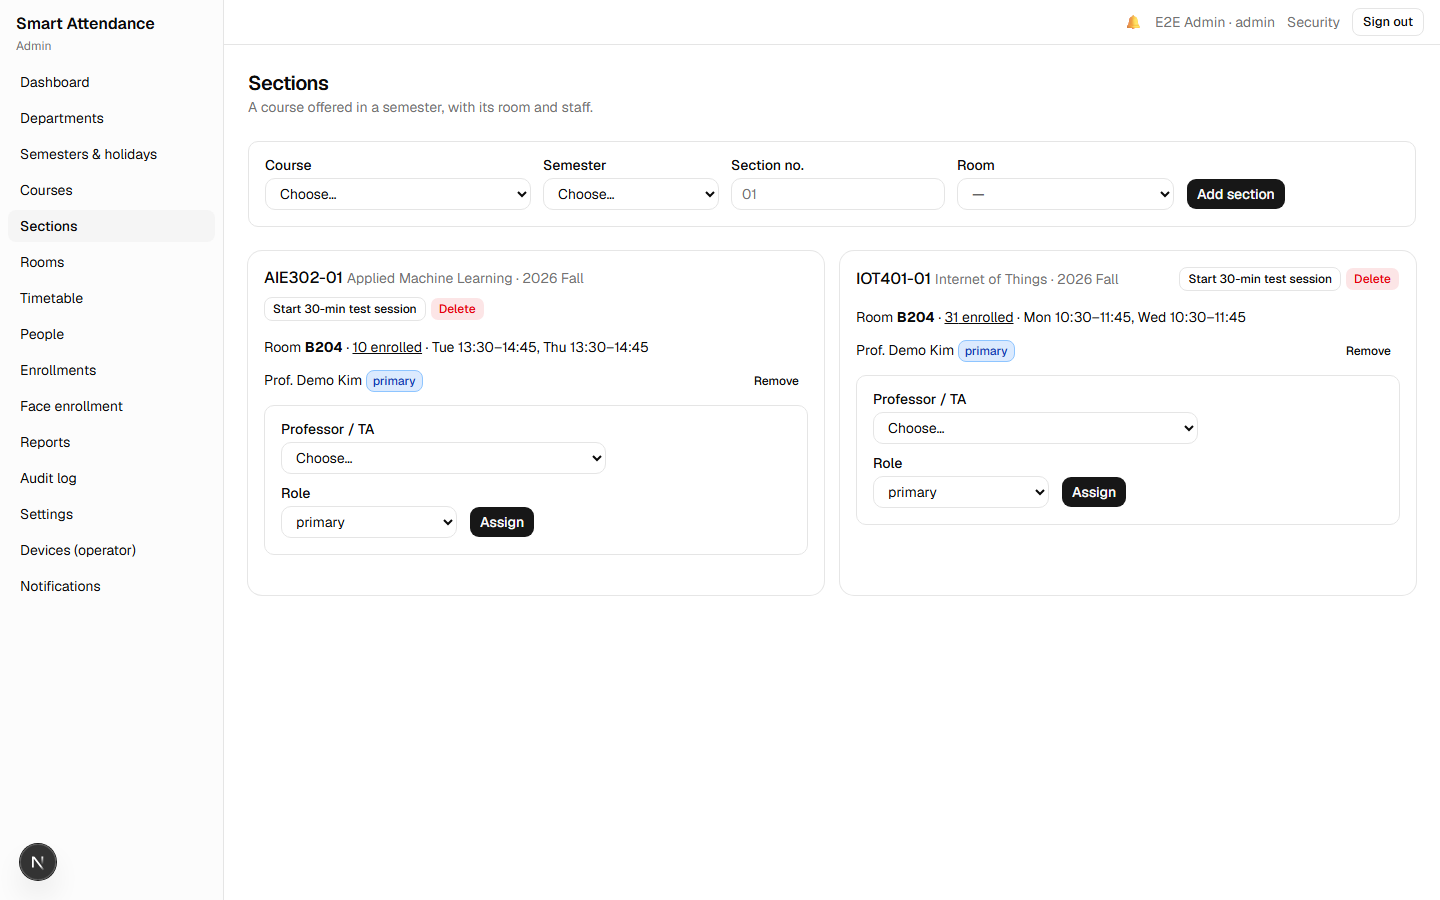 Smart Attendance
Admin
Dashboard
Departments
Semesters & holidays
Courses
Sections
Rooms
Timetable
People
Enrollments
Face enrollment
Reports
Audit log
Settings
Devices (operator)
Notifications
N
E2E Admin · admin Security Sign out
Sections
A course offered in a semester, with its room and staff.
Course Semester Section no. Room
Choose... Choose... 01 — Add section
AIE302-01 Applied Machine Learning · 2026 Fall
Start 30-min test session Delete
Room B204 · 10 enrolled · Tue 13:30–14:45, Thu 13:30–14:45
Prof. Demo Kim primary Remove
Professor / TA
Choose...
Role
primary Assign
IOT401-01 Internet of Things · 2026 Fall Start 30-min test session Delete
Room B204 · 31 enrolled · Mon 10:30–11:45, Wed 10:30–11:45
Prof. Demo Kim primary Remove
Professor / TA
Choose...
Role
primary Assign